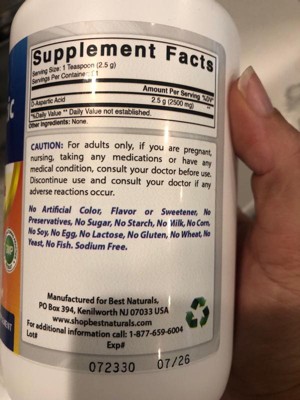 Supplement Facts
Serving Size: 1 Teaspoon (2.5 g)
Servings Per Container:
Amount Per Serving %DV*
D-Aspartic Acid 2.5 g (2500 mg) **
*%Daily Value ** Daily Value not established.
Other Ingredients: None.
CAUTION: For adults only, if you are pregnant,
nursing, taking any medications or have any
medical condition, consult your doctor before use.
Discontinue use and consult your doctor if any
adverse reactions occur.
No Artificial Color, Flavor or Sweetener, No
Preservatives, No Sugar, No Starch, No Milk, No Corn,
No Soy, No Egg, No Lactose, No Gluten, No Wheat, No
Yeast, No Fish. Sodium Free.
Manufactured for Best Naturals,
PO Box 394, Kenilworth NJ 07033 USA
www.shopbestnaturals.com
For additional information call: 1-877-659-6004
Lot# Exp#
072330 07/26